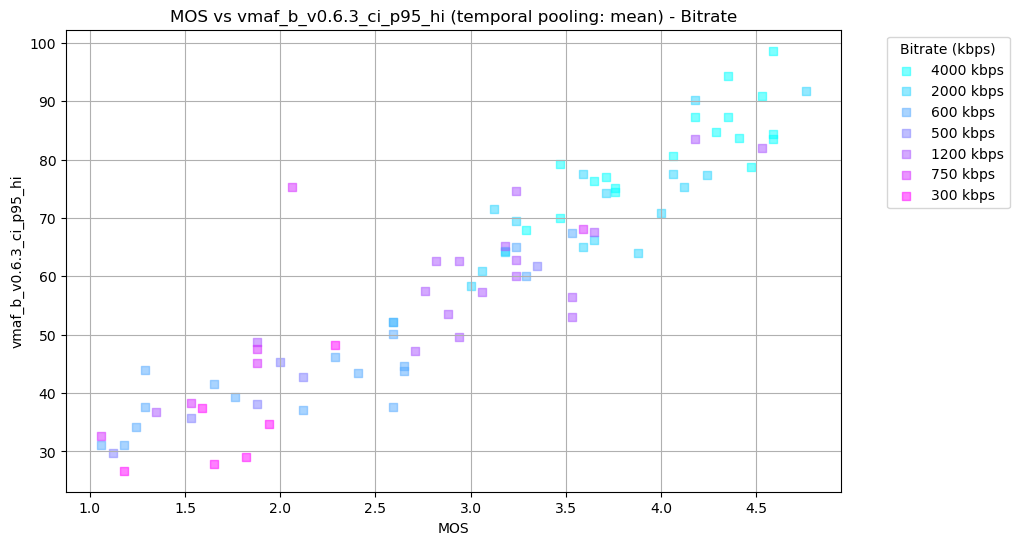 MOS vs vmaf_b_v0.6.3_ci_p95_hi (temporal pooling: mean) - Bitrate
vmaf_b_v0.6.3_ci_p95_hi
100
90
80
70
60
50
40
30
1.0 1.5 2.0 2.5 3.0 3.5 4.0 4.5
MOS
Bitrate (kbps)
4000 kbps
2000 kbps
600 kbps
500 kbps
1200 kbps
750 kbps
300 kbps